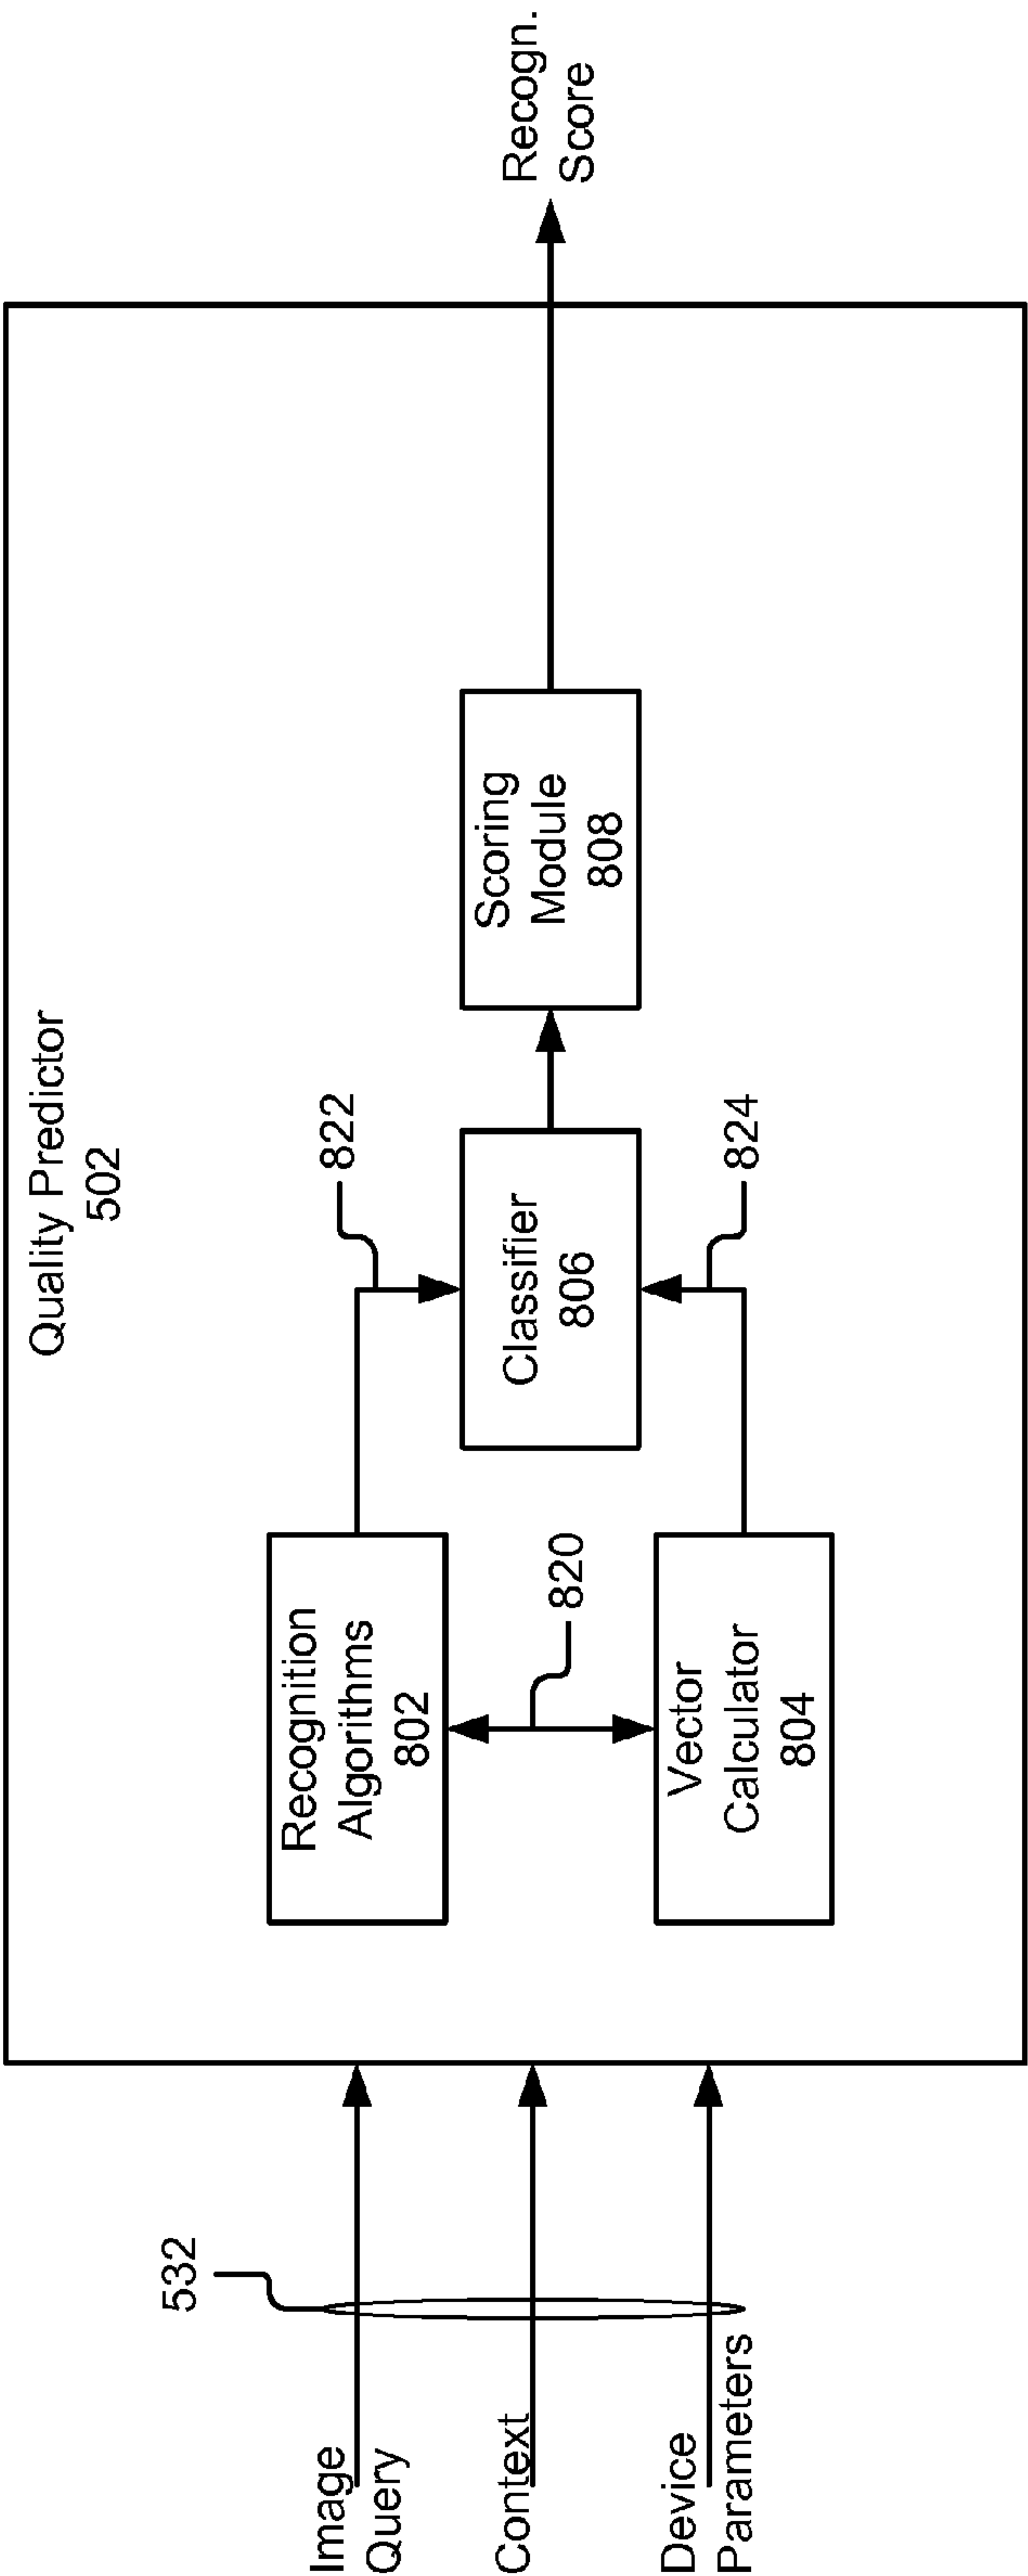 Quality Predictor
502
532
Image
Query
Context
Device
Parameters
Recognition
Algorithms
802
820
Vector
Calculator
804
822
Classifier
806
824
Scoring
Module
808
Recogn.
Score